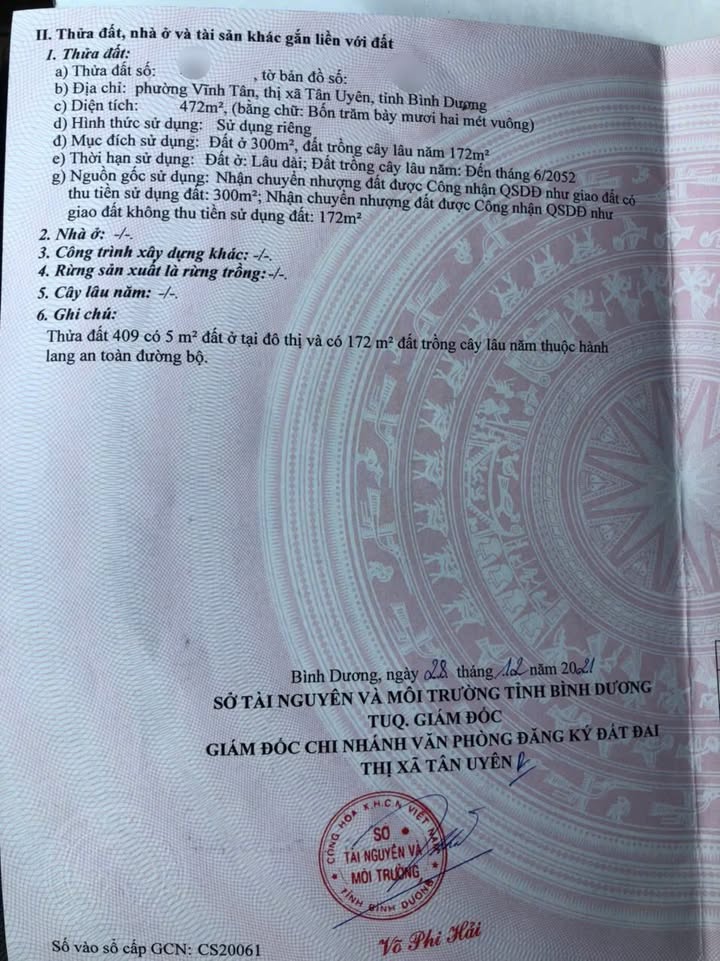 II. Thửa đất, nhà ở và tài sản khác gắn liền với đất
1. Thửa đất:
a) Thửa đất số: , tờ bản đồ số:
b) Địa chỉ: phường Vĩnh Tân, thị xã Tân Uyên, tỉnh Bình Dương
c) Diện tích: 472m², (bằng chữ: Bốn trăm bảy mươi hai mét vuông)
d) Hình thức sử dụng: Sử dụng riêng
đ) Mục đích sử dụng: Đất ở 300m², đất trồng cây lâu năm 172m²
e) Thời hạn sử dụng: Đất ở: Lâu dài; Đất trồng cây lâu năm: Đến tháng 6/2052
g) Nguồn gốc sử dụng: Nhận chuyển nhượng đất được Công nhận QSDĐ như giao đất có
thu tiền sử dụng đất: 300m²; Nhận chuyển nhượng đất được Công nhận QSDĐ như
giao đất không thu tiền sử dụng đất: 172m²
2. Nhà ở: -/-.
3. Công trình xây dựng khác: -/-.
4. Rừng sản xuất là rừng trồng:-/-.
5. Cây lâu năm: -/-.
6. Ghi chú:
Thửa đất 409 có 5 m² đất ở tại đô thị và có 172 m² đất trồng cây lâu năm thuộc hành
lang an toàn đường bộ.
Bình Dương, ngày 28 tháng 12 năm 2021
SỞ TÀI NGUYÊN VÀ MÔI TRƯỜNG TỈNH BÌNH DƯƠNG
TUQ. GIÁM ĐỐC
GIÁM ĐỐC CHI NHÁNH VĂN PHÒNG ĐĂNG KÝ ĐẤT ĐAI
THỊ XÃ TÂN UYÊN
CỘNG HÒA X.H.C.N VIỆT NAM
SỞ
TÀI NGUYÊN VÀ
MÔI TRƯỜNG
TỈNH BÌNH DƯƠNG
Võ Phi Hải
Số vào sổ cấp GCN: CS20061